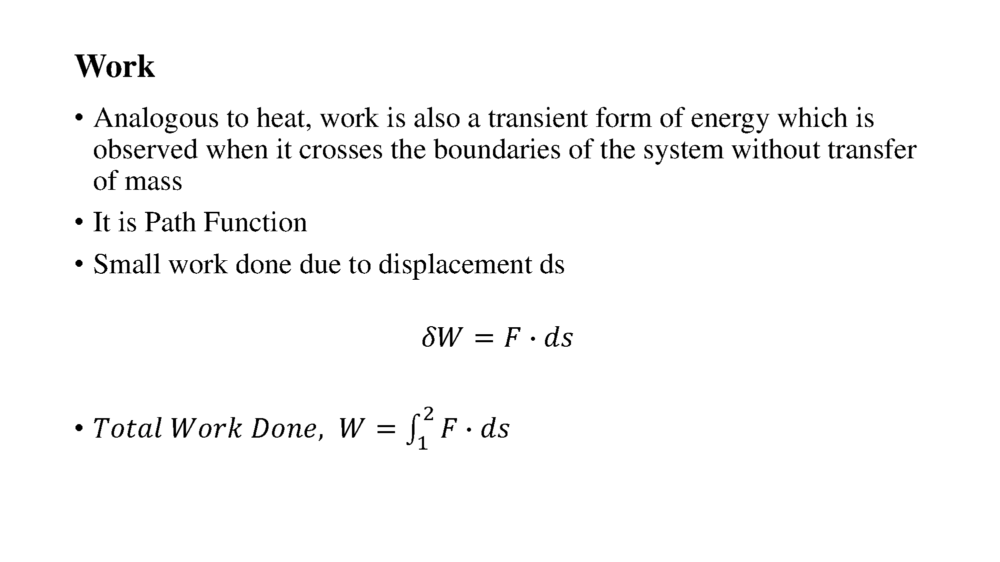 Work
• Analogous to heat, work is also a transient form of energy which is
observed when it crosses the boundaries of the system without transfer
of mass
• It is Path Function
• Small work done due to displacement ds
𝛿𝑊 = 𝐹 ∙ 𝑑𝑠
• 𝑇𝑜𝑡𝑎𝑙 𝑊𝑜𝑟𝑘 𝐷𝑜𝑛𝑒, 𝑊 = ∫₁² 𝐹 ∙ 𝑑𝑠